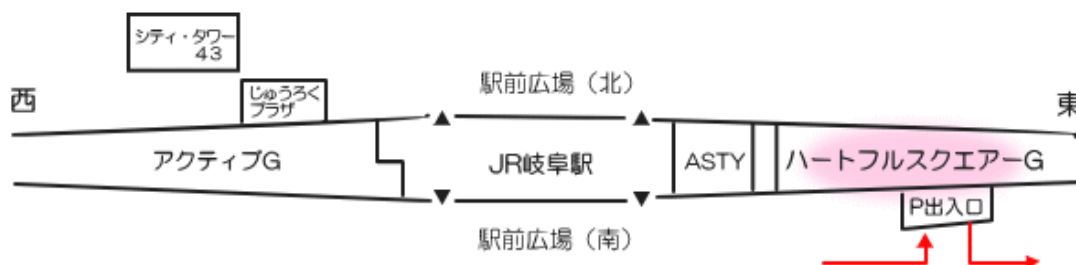 シティ・タワー
43
じゅうろく
プラザ
西
駅前広場（北）
東
アクティブG
JR岐阜駅
ASTY
ハートフルスクエアーG
P出入口
駅前広場（南）